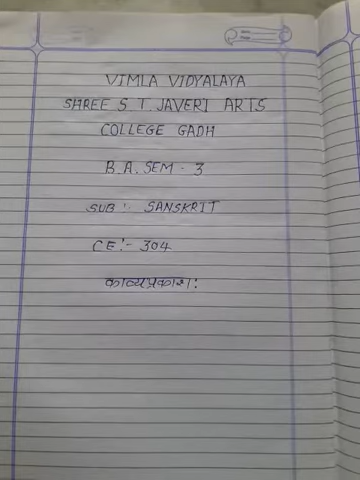 VIMLA VIDYALAYA
SHREE S. T. JAVERI ARTS
COLLEGE GADH
B.A. SEM - 3
SUB :- SANSKRIT
CE :- 304
काव्यप्रकाश: